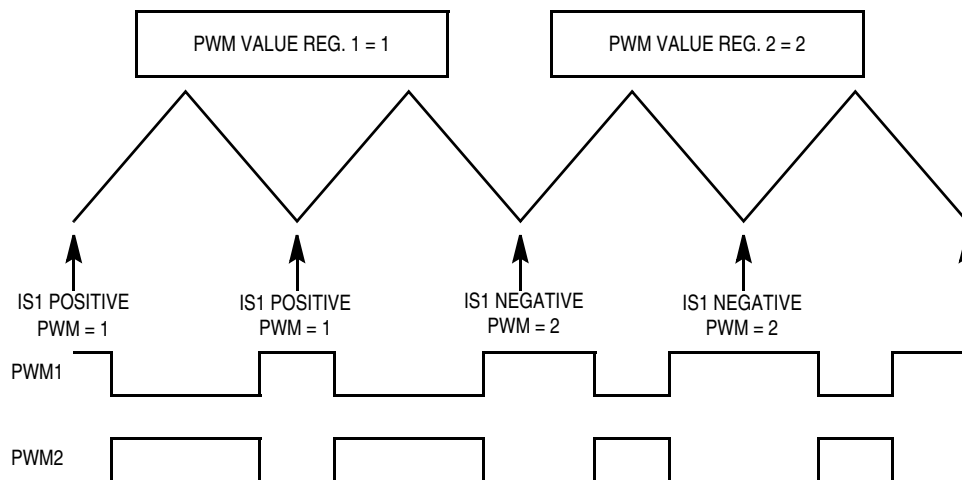 PWM VALUE REG. 1 = 1
PWM VALUE REG. 2 = 2
IS1 POSITIVE
PWM = 1
IS1 POSITIVE
PWM = 1
IS1 NEGATIVE
PWM = 2
IS1 NEGATIVE
PWM = 2
PWM1
PWM2